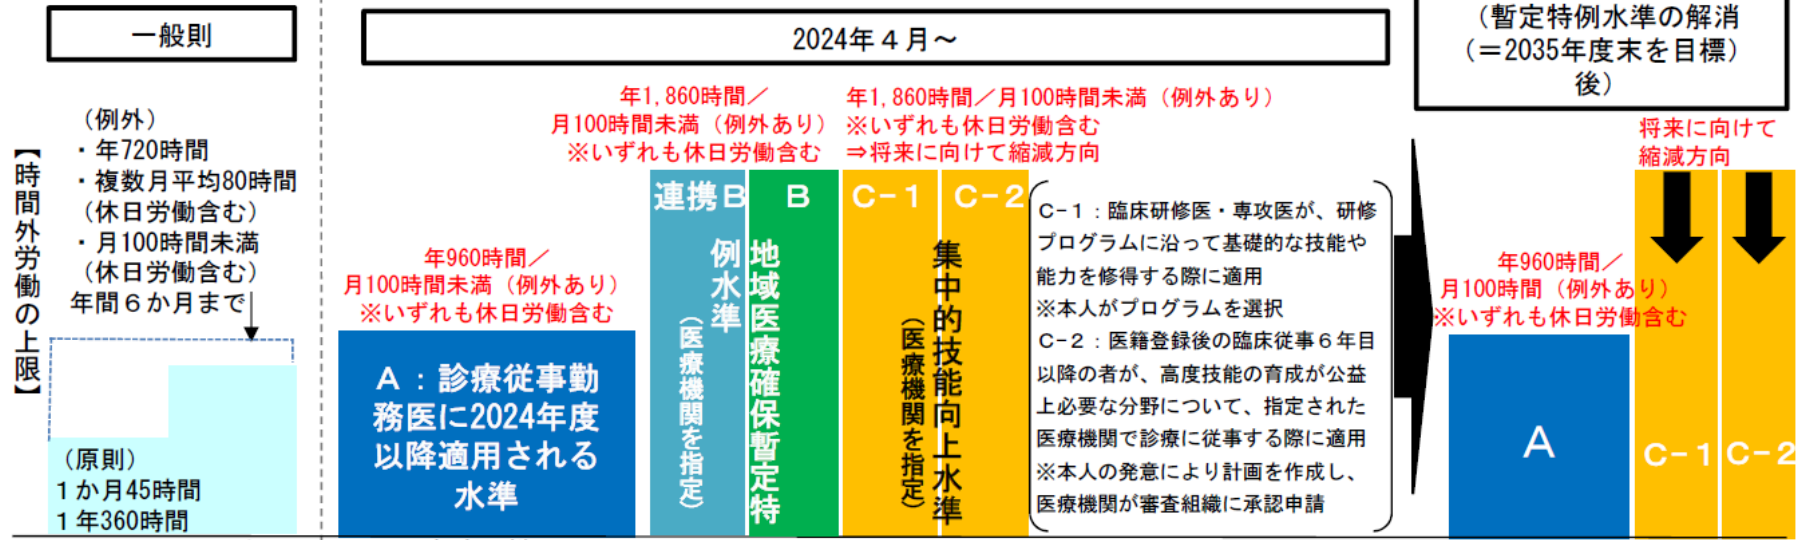 一般則
2024年４月～
（暫定特例水準の解消
（＝2035年度末を目標）
後）
【時間外労働の上限】
（例外）
・年720時間
・複数月平均80時間
（休日労働含む）
・月100時間未満
（休日労働含む）
年間６か月まで
（原則）
１か月45時間
１年360時間
年960時間／
月100時間未満（例外あり）
※いずれも休日労働含む
Ａ：診療従事勤
務医に2024年度
以降適用される
水準
年1,860時間／
月100時間未満（例外あり）
※いずれも休日労働含む
連携Ｂ
Ｂ
地域医療確保暫定特
例水準
（医療機関を指定）
年1,860時間／月100時間未満（例外あり）
※いずれも休日労働含む
⇒将来に向けて縮減方向
Ｃ－１
Ｃ－２
集中的技能向上水準
（医療機関を指定）
Ｃ－１：臨床研修医・専攻医が、研修
プログラムに沿って基礎的な技能や
能力を修得する際に適用
※本人がプログラムを選択
Ｃ－２：医籍登録後の臨床従事６年目
以降の者が、高度技能の育成が公益
上必要な分野について、指定された
医療機関で診療に従事する際に適用
※本人の発意により計画を作成し、
医療機関が審査組織に承認申請
将来に向けて
縮減方向
年960時間／
月100時間（例外あり）
※いずれも休日労働含む
Ａ
Ｃ－１
Ｃ－２